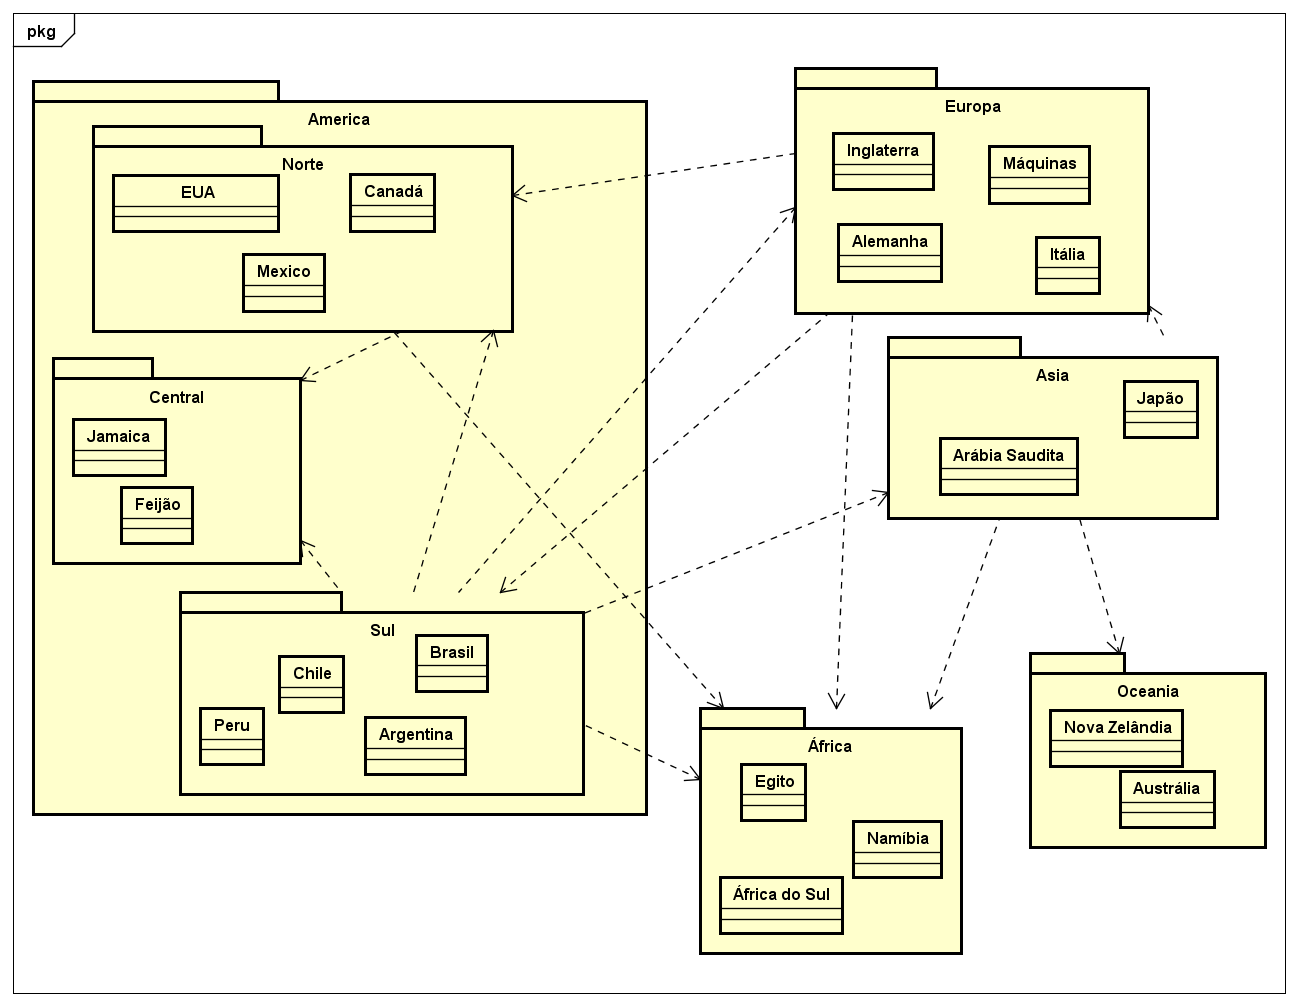 pkg
America
Norte
EUA
Canadá
Mexico
Central
Jamaica
Feijão
Sul
Brasil
Chile
Peru
Argentina
Europa
Inglaterra
Máquinas
Alemanha
Itália
Asia
Japão
Arábia Saudita
África
Egito
Namíbia
África do Sul
Oceania
Nova Zelândia
Austrália